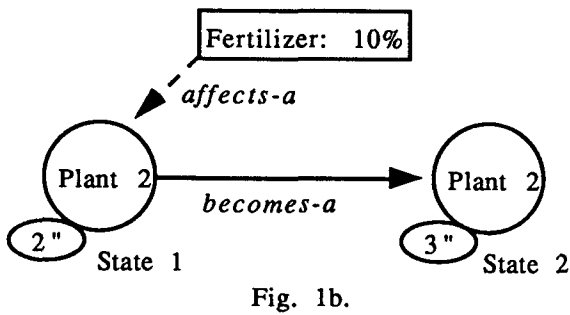 Fertilizer: 10%
affects-a
Plant 2
becomes-a
Plant 2
2"
State 1
3"
State 2
Fig. 1b.